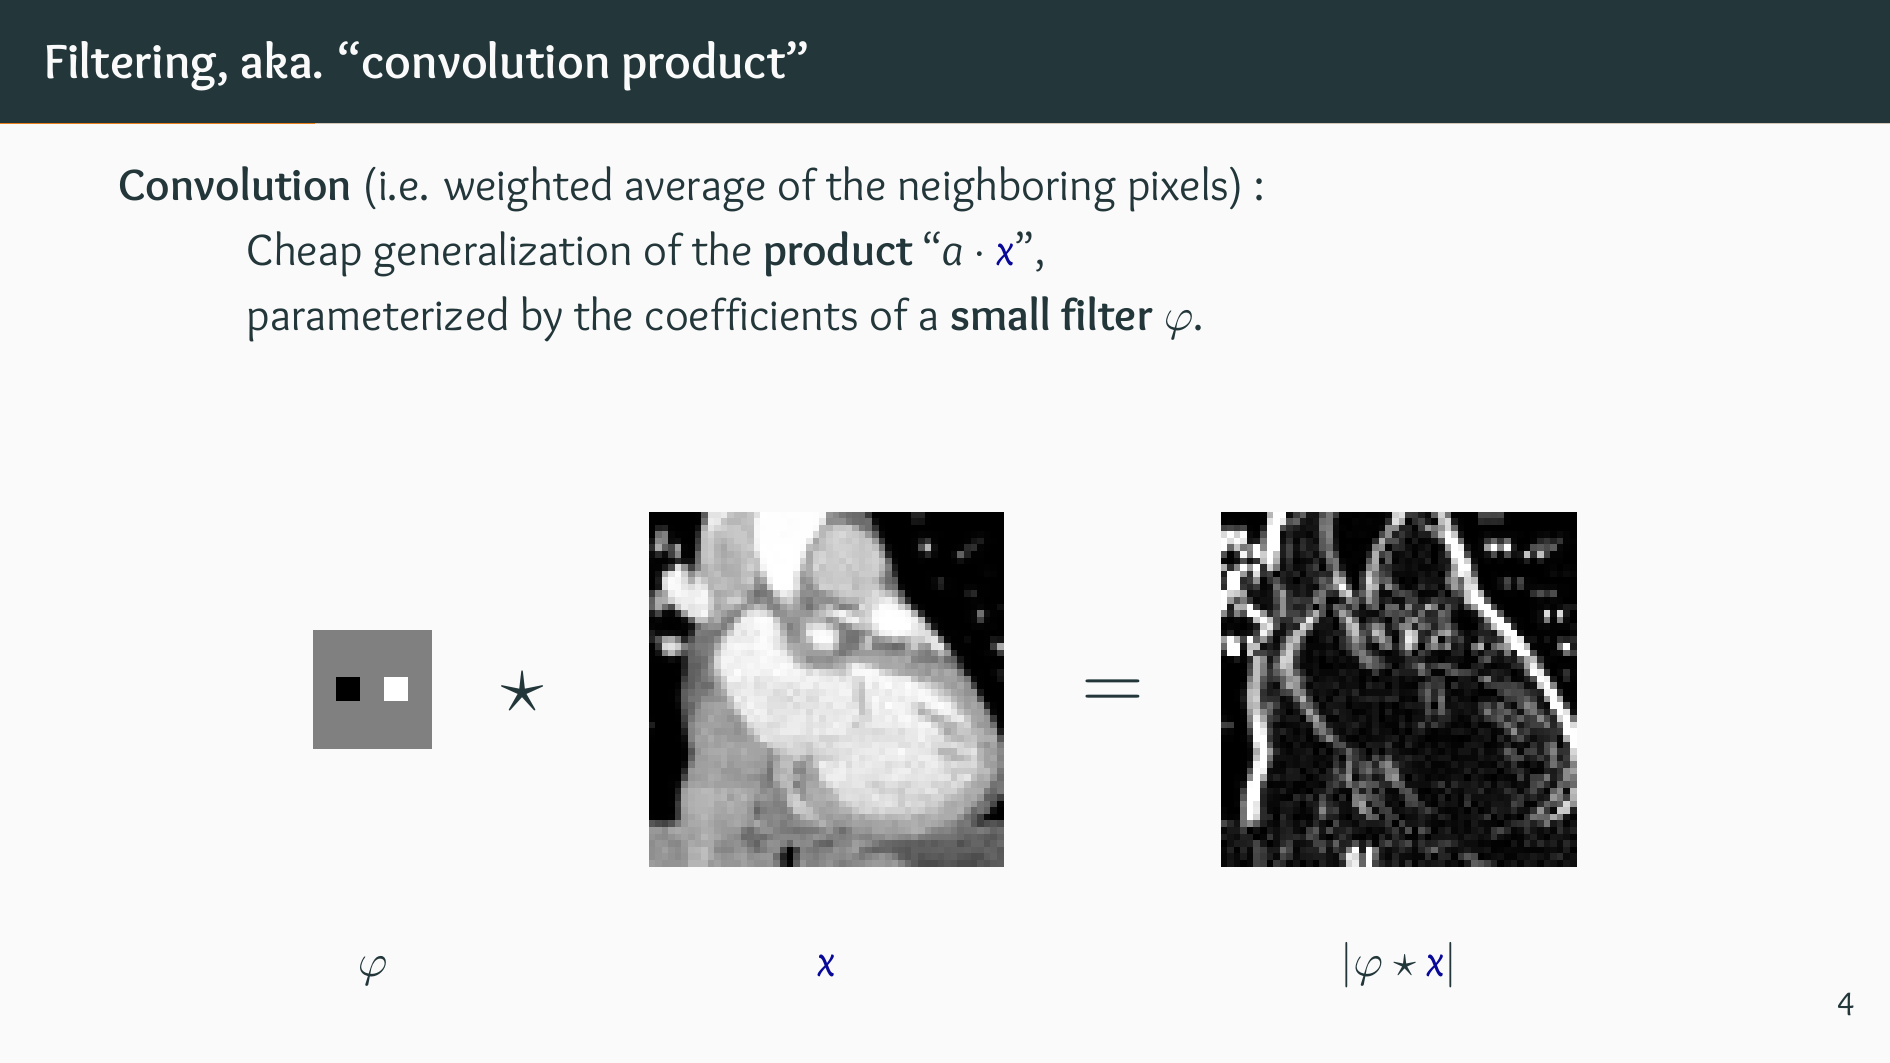 Filtering, aka. “convolution product”
Convolution (i.e. weighted average of the neighboring pixels) :
Cheap generalization of the product “a · x”,
parameterized by the coefficients of a small filter φ.
⋆ =
φ x |φ ⋆ x|
4